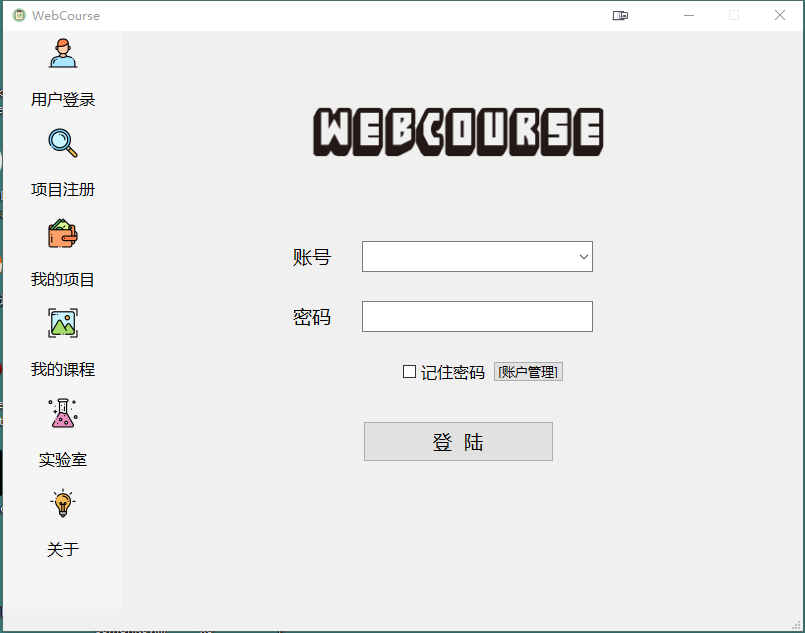 WebCourse
用户登录
项目注册
我的项目
我的课程
实验室
关于
WEBCOURSE
账号
密码
记住密码 [账户管理]
登 陆